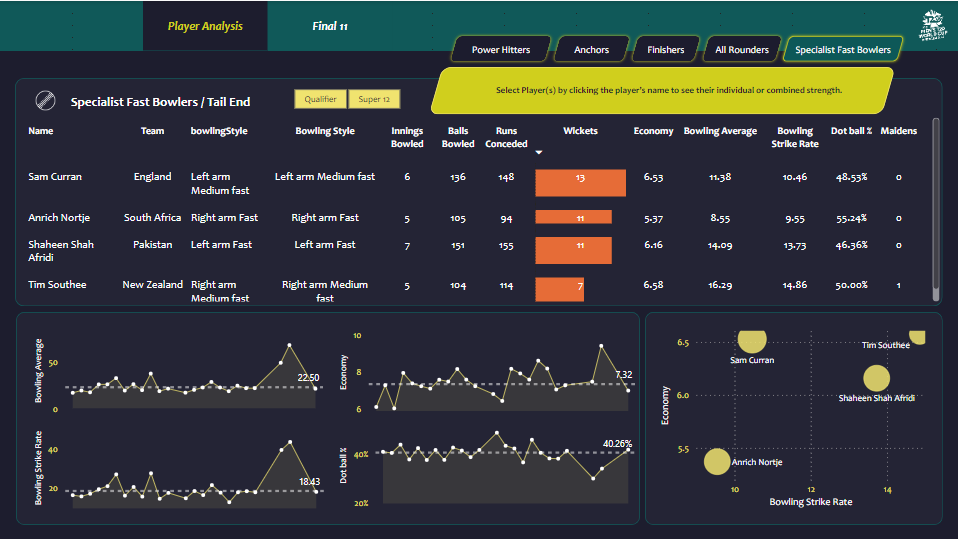 Player Analysis
Final 11
Power Hitters
Anchors
Finishers
All Rounders
Specialist Fast Bowlers
Specialist Fast Bowlers / Tail End
Qualifier
Super 12
Select Player(s) by clicking the player's name to see their individual or combined strength.
Name Team bowlingStyle Bowling Style Innings Bowled Balls Bowled Runs Conceded Wickets Economy Bowling Average Bowling Strike Rate Dot ball % Maidens
Sam Curran England Left arm Medium fast Left arm Medium fast 6 136 148 13 6.53 11.38 10.46 48.53% 0
Anrich Nortje South Africa Right arm Fast Right arm Fast 5 105 94 11 5.37 8.55 9.55 55.24% 0
Shaheen Shah Afridi Pakistan Left arm Fast Left arm Fast 7 151 155 11 6.16 14.09 13.73 46.36% 0
Tim Southee New Zealand Right arm Medium fast Right arm Medium fast 5 104 114 7 6.58 16.29 14.86 50.00% 1
Bowling Average
50
0
22.50
Economy
10
8
6
7.32
Bowling Strike Rate
40
20
18.43
Dot ball %
40%
20%
40.26%
Economy
6.5
6.0
5.5
Sam Curran
Tim Southee
Shaheen Shah Afridi
Anrich Nortje
10
12
14
Bowling Strike Rate